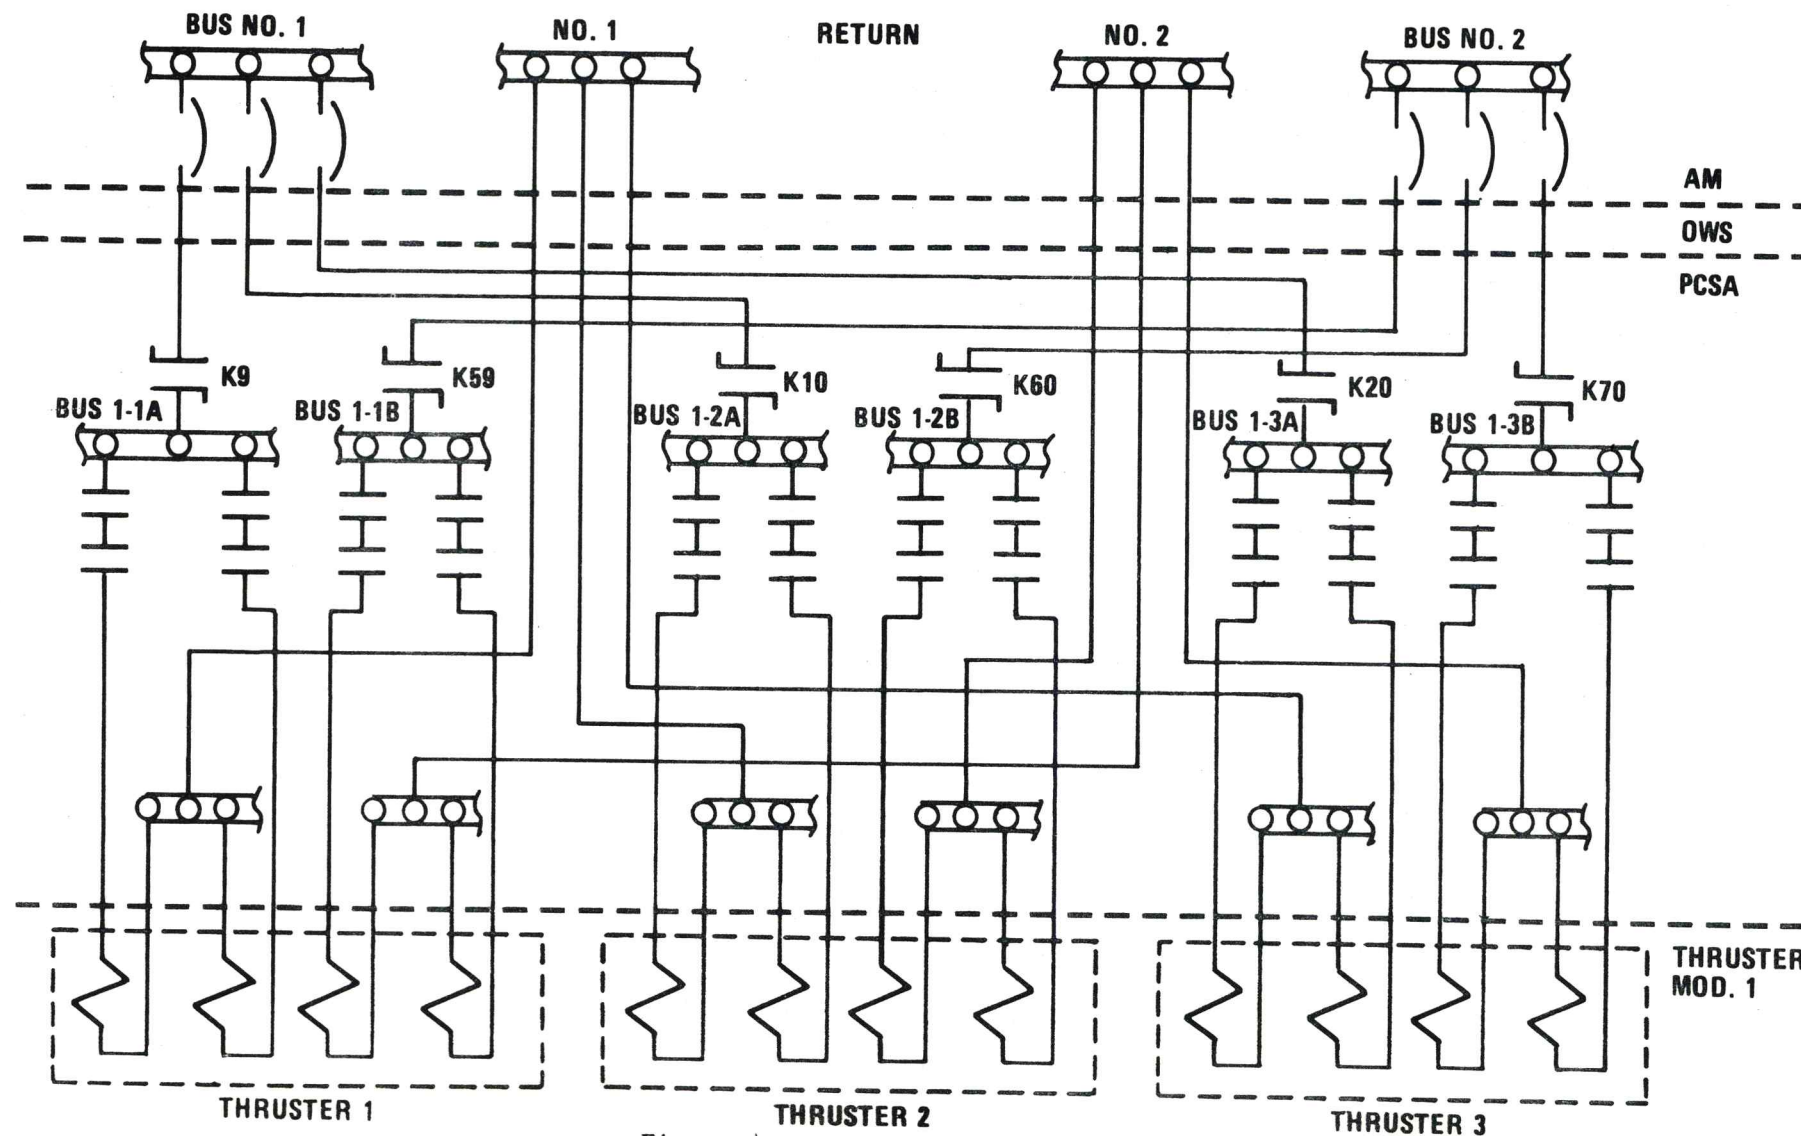 BUS NO. 1
NO. 1
RETURN
NO. 2
BUS NO. 2
AM
OWS
PCSA
K9
K59
K10
K60
K20
K70
BUS 1-1A
BUS 1-1B
BUS 1-2A
BUS 1-2B
BUS 1-3A
BUS 1-3B
THRUSTER
MOD. 1
THRUSTER 1
THRUSTER 2
THRUSTER 3